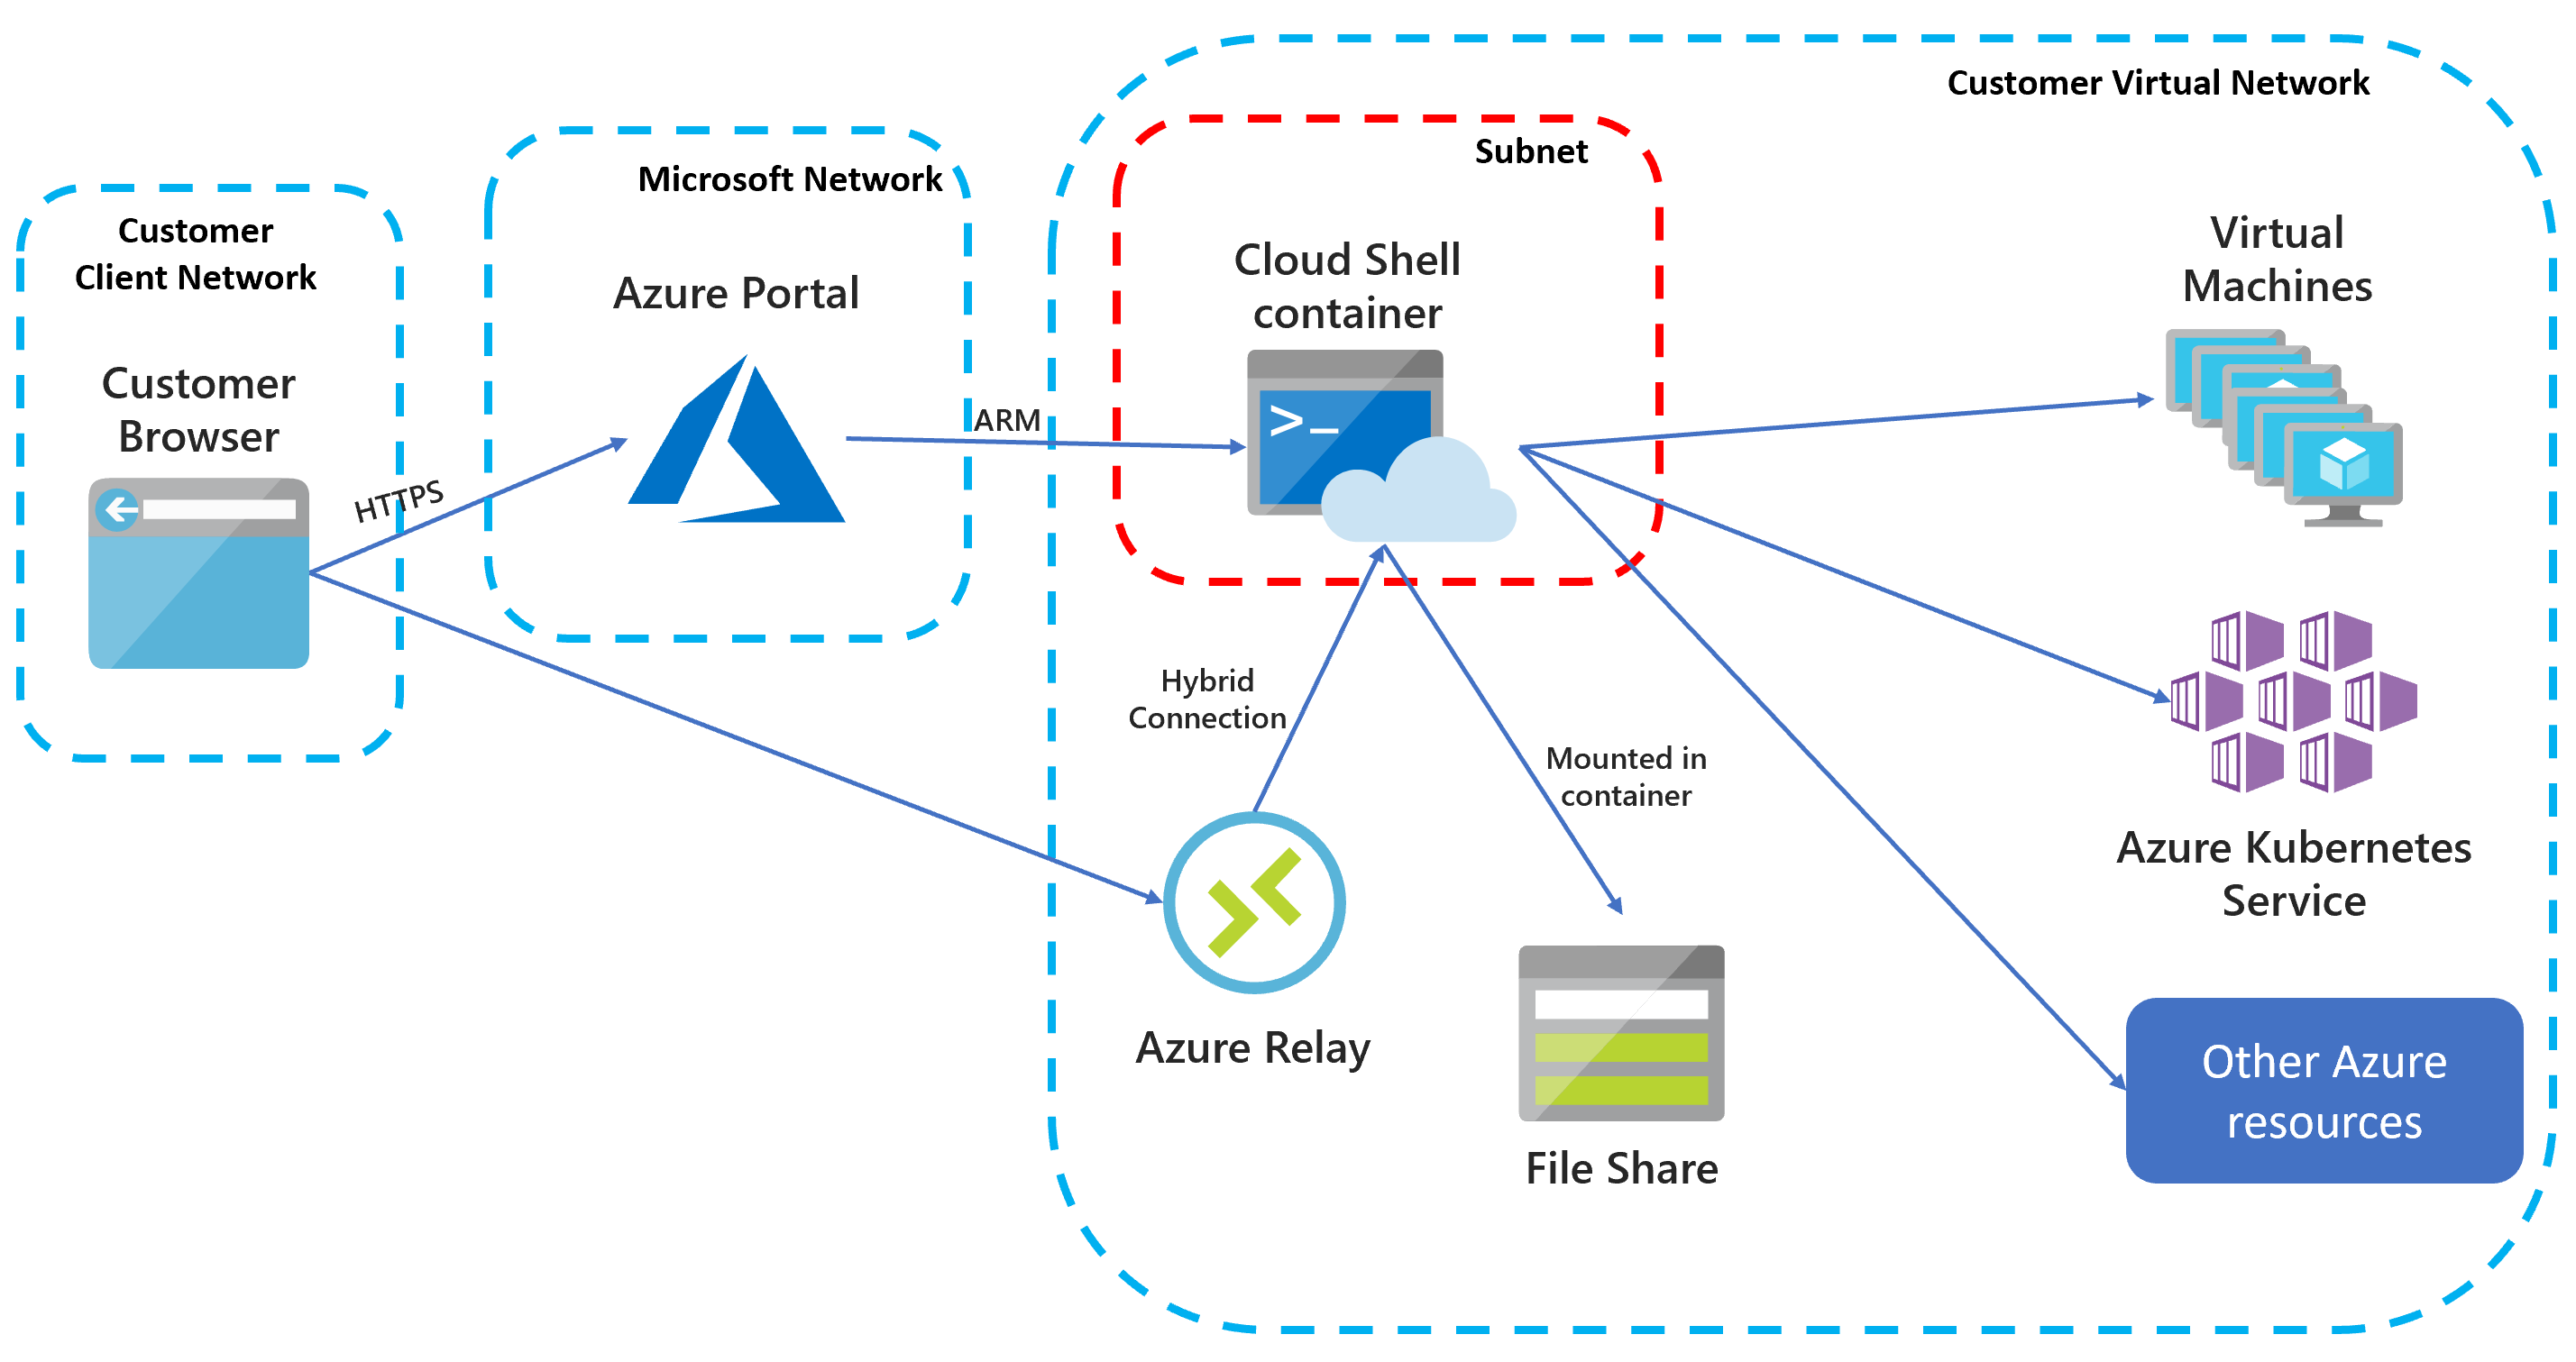 Customer Virtual Network
Subnet
Microsoft Network
Customer
Client Network
Cloud Shell
container
Virtual
Machines
Azure Portal
Customer
Browser
>_
ARM
HTTPS
Hybrid
Connection
Mounted in
container
Azure Kubernetes
Service
Azure Relay
File Share
Other Azure
resources